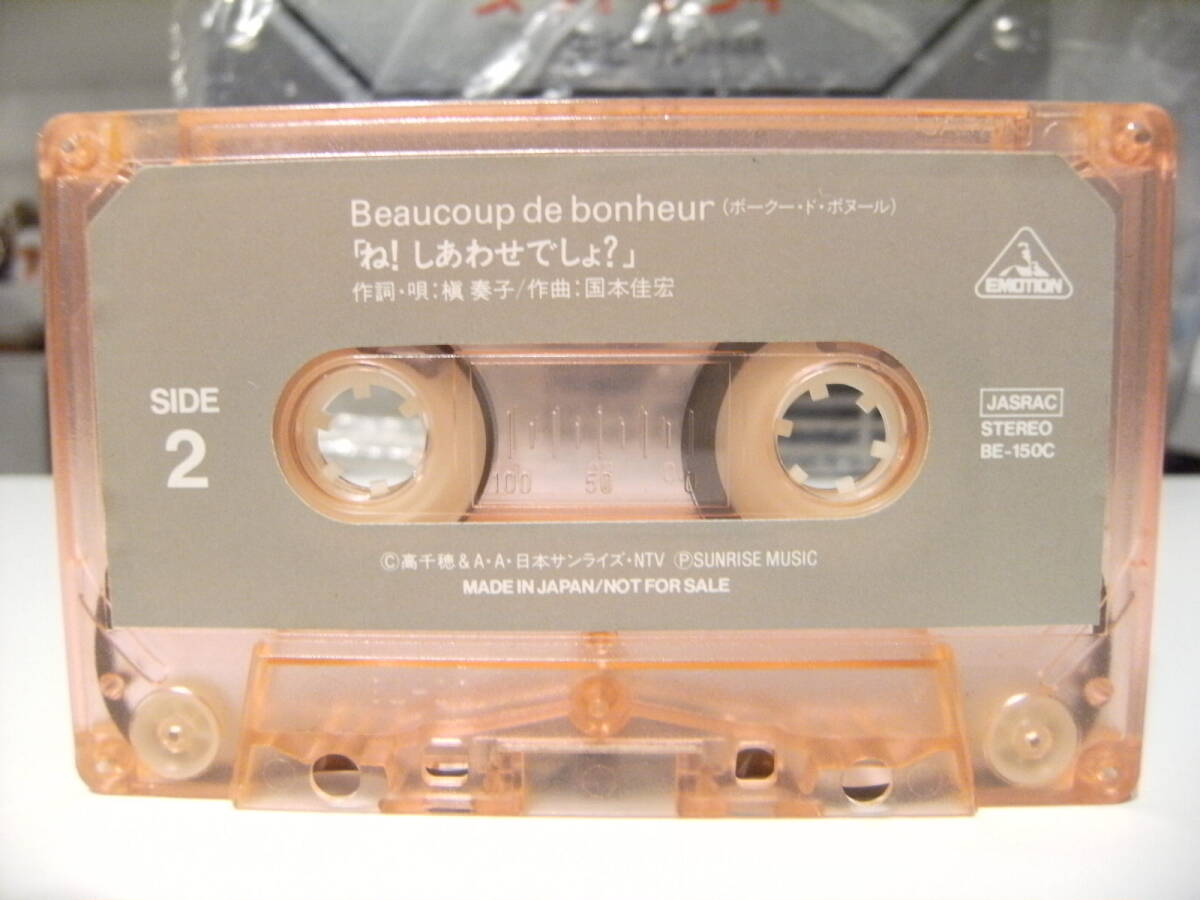 Beaucoup de bonheur (ボークー・ド・ボヌール)
「ね! しあわせでしょ?」
作詞・唄:槇 奏子/作曲:国本佳宏
EMOTION
SIDE
2
JASRAC
STEREO
BE-150C
100 50 0
©高千穂&A・A・日本サンライズ・NTV ℗SUNRISE MUSIC
MADE IN JAPAN/NOT FOR SALE